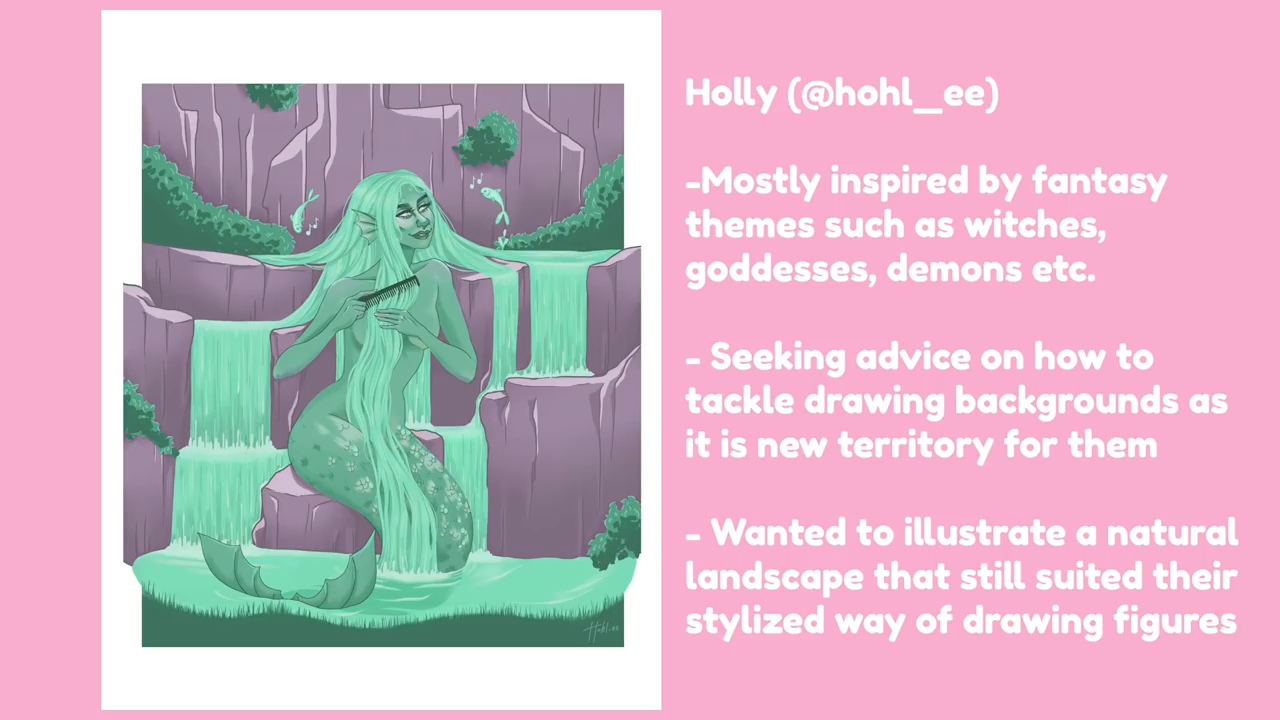 Holly (@hohl__ee)
-Mostly inspired by fantasy
themes such as witches,
goddesses, demons etc.
- Seeking advice on how to
tackle drawing backgrounds as
it is new territory for them
- Wanted to illustrate a natural
landscape that still suited their
stylized way of drawing figures